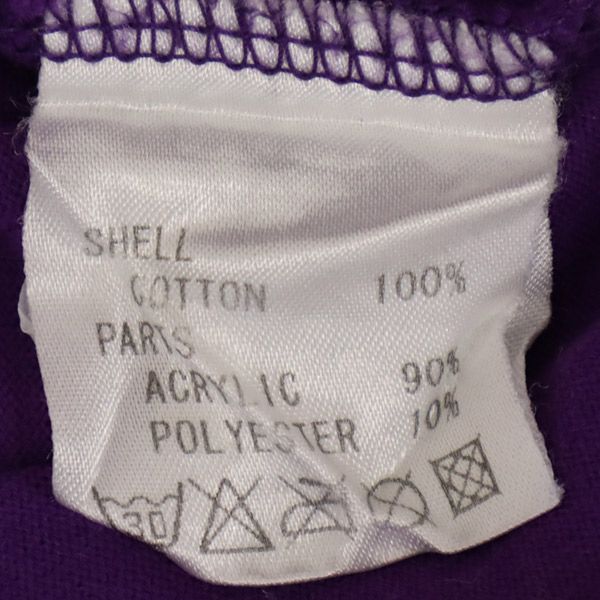 SHELL
COTTON 100%
PARTS
ACRYLIC 90%
POLYESTER 10%
30